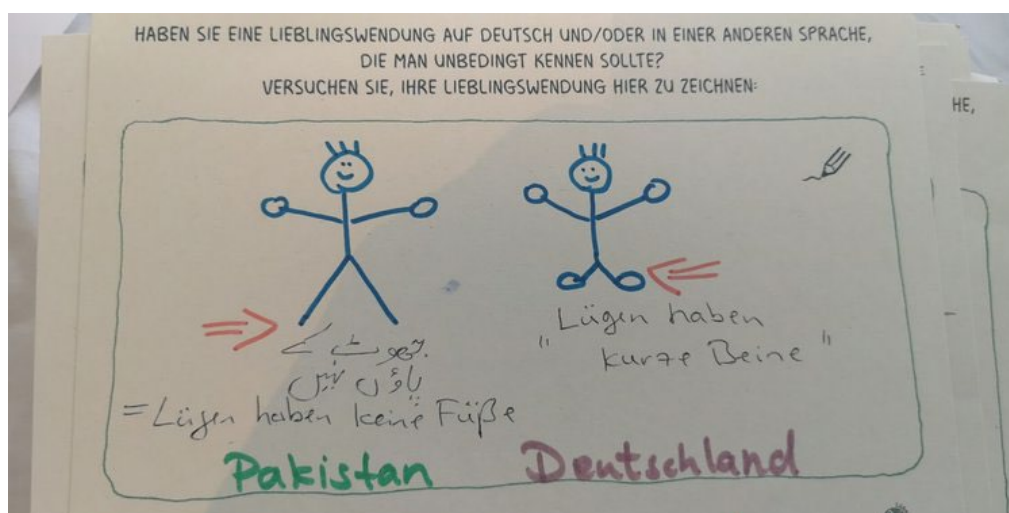 HABEN SIE EINE LIEBLINGSWENDUNG AUF DEUTSCH UND/ODER IN EINER ANDEREN SPRACHE,
DIE MAN UNBEDINGT KENNEN SOLLTE?
VERSUCHEN SIE, IHRE LIEBLINGSWENDUNG HIER ZU ZEICHNEN:
HE,
جھوٹ کے
پاؤں نہیں
= Lügen haben keine Füße
Pakistan
"Lügen haben
kurze Beine"
Deutschland